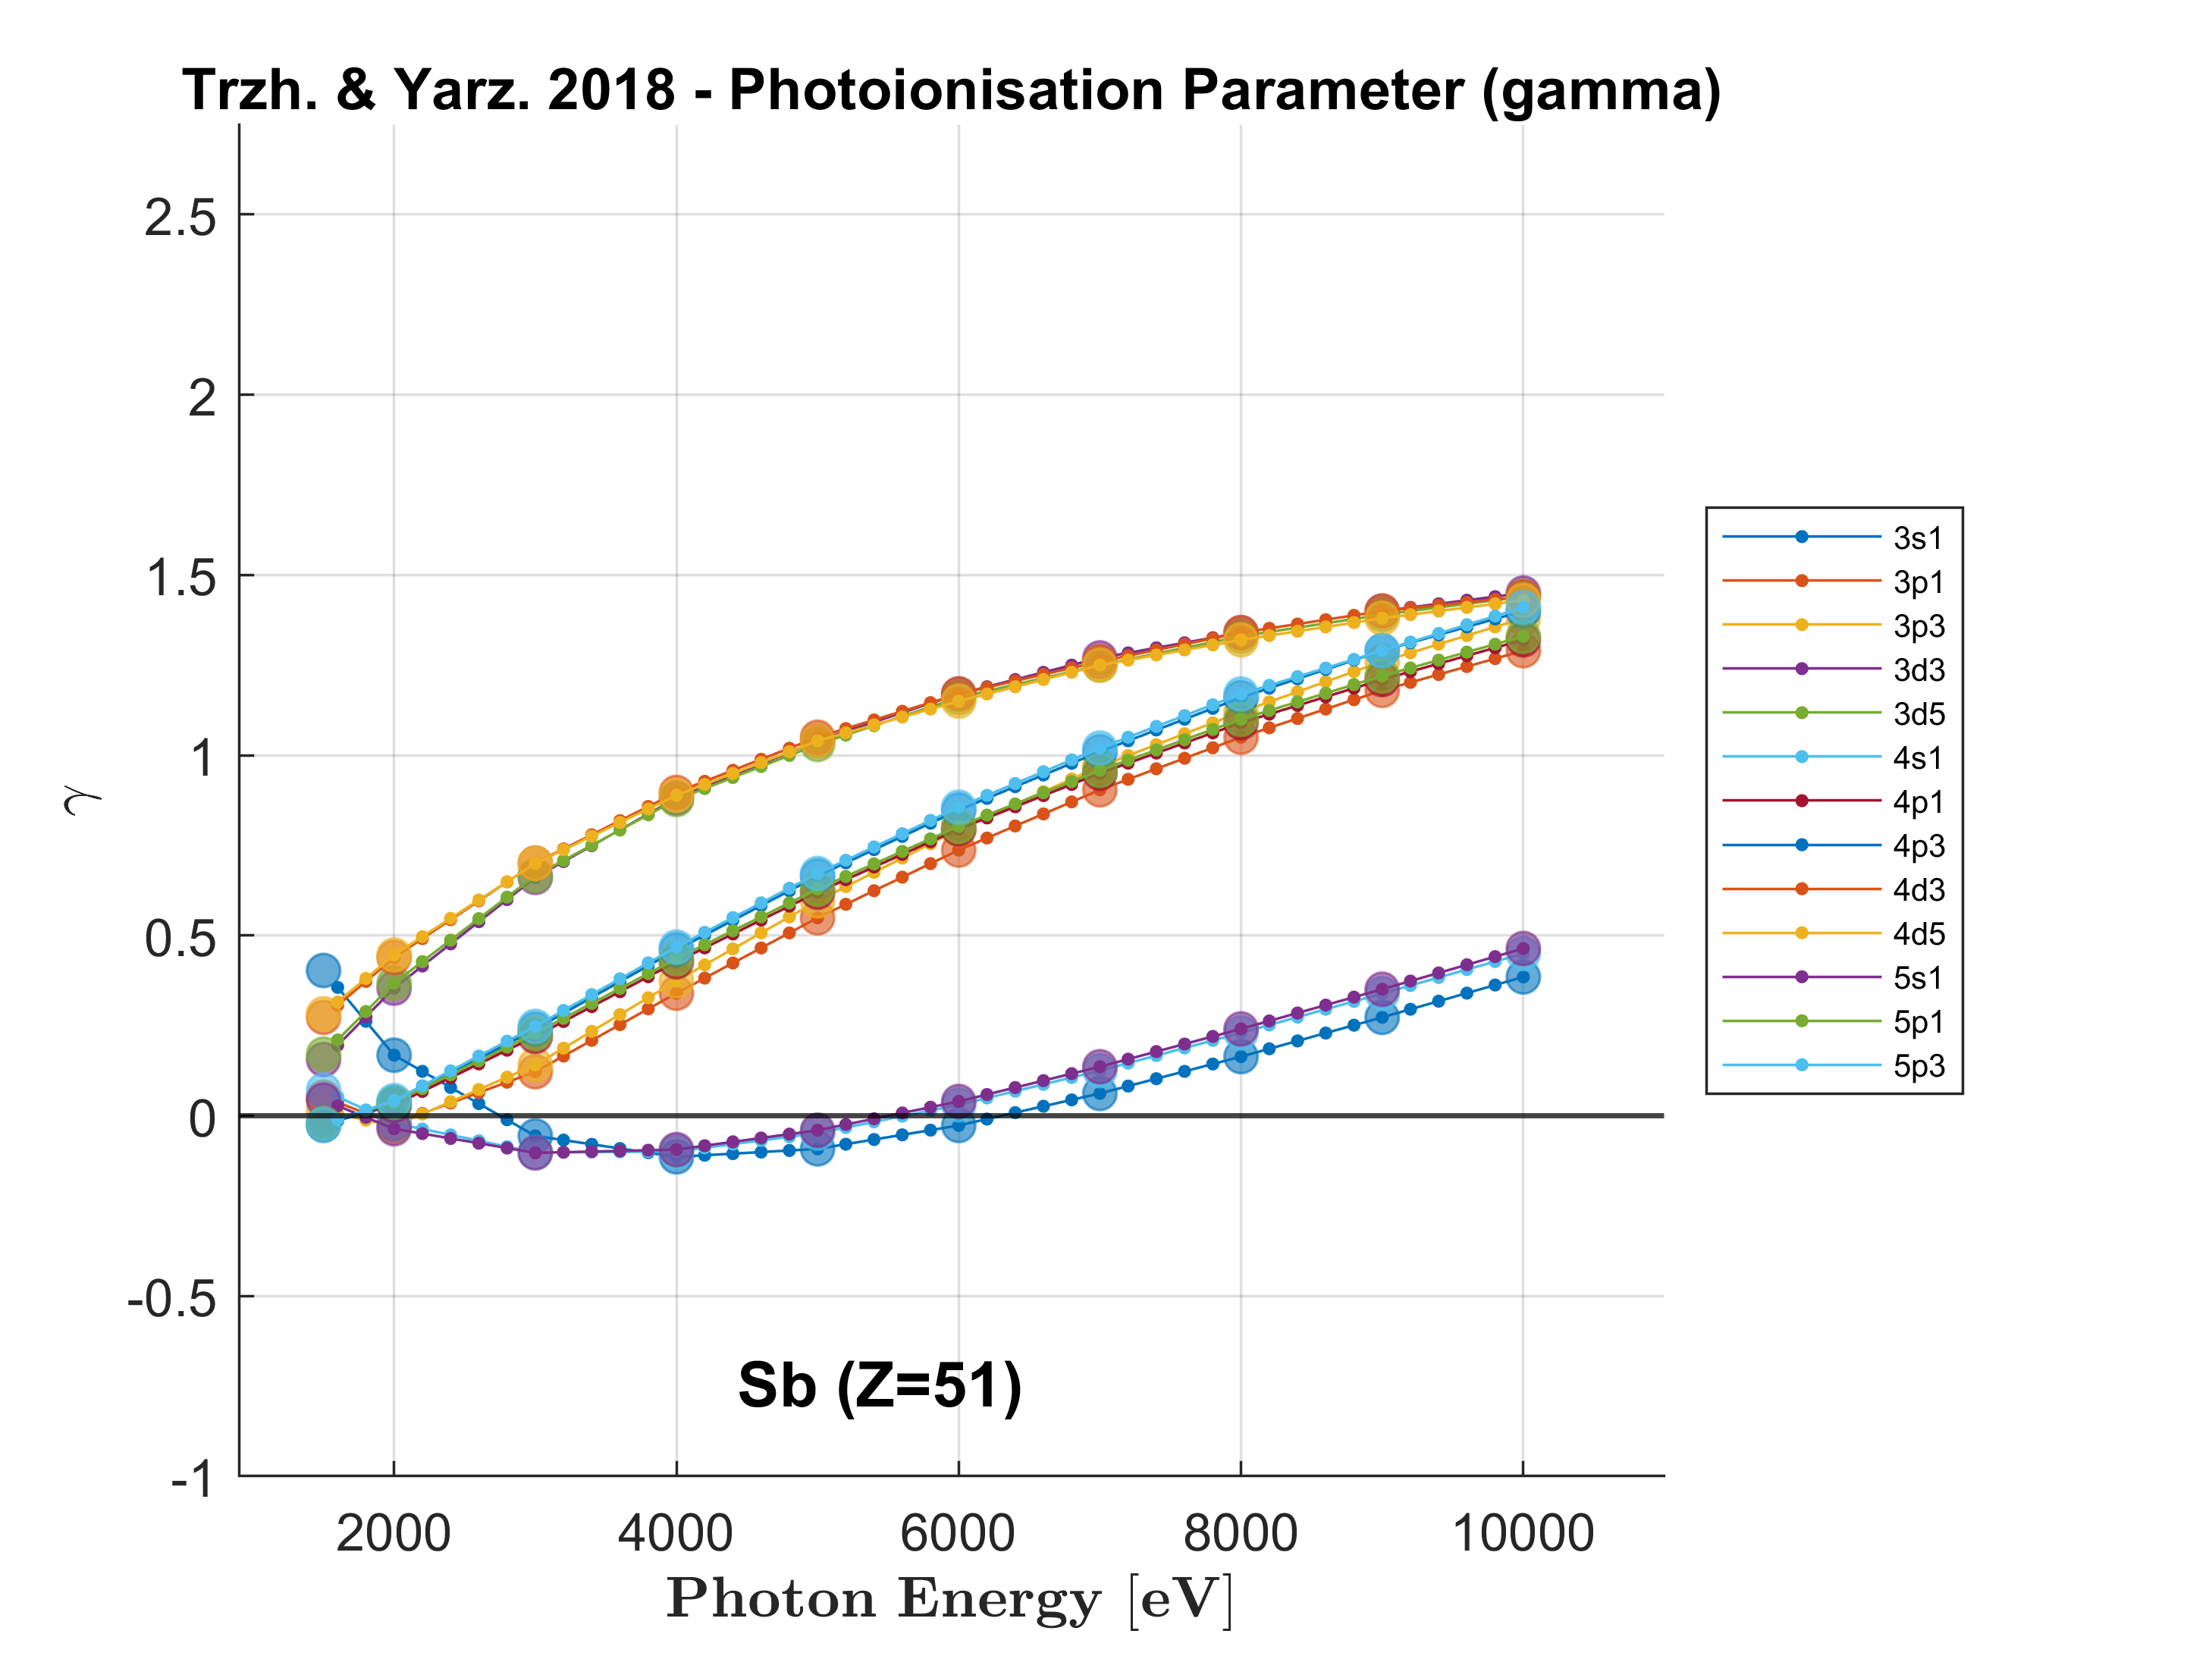 Trzh. & Yarz. 2018 - Photoionisation Parameter (gamma)
2.5
2
1.5
1
0.5
0
-0.5
-1
γ
Sb (Z=51)
2000 4000 6000 8000 10000
Photon Energy [eV]
3s1
3p1
3p3
3d3
3d5
4s1
4p1
4p3
4d3
4d5
5s1
5p1
5p3